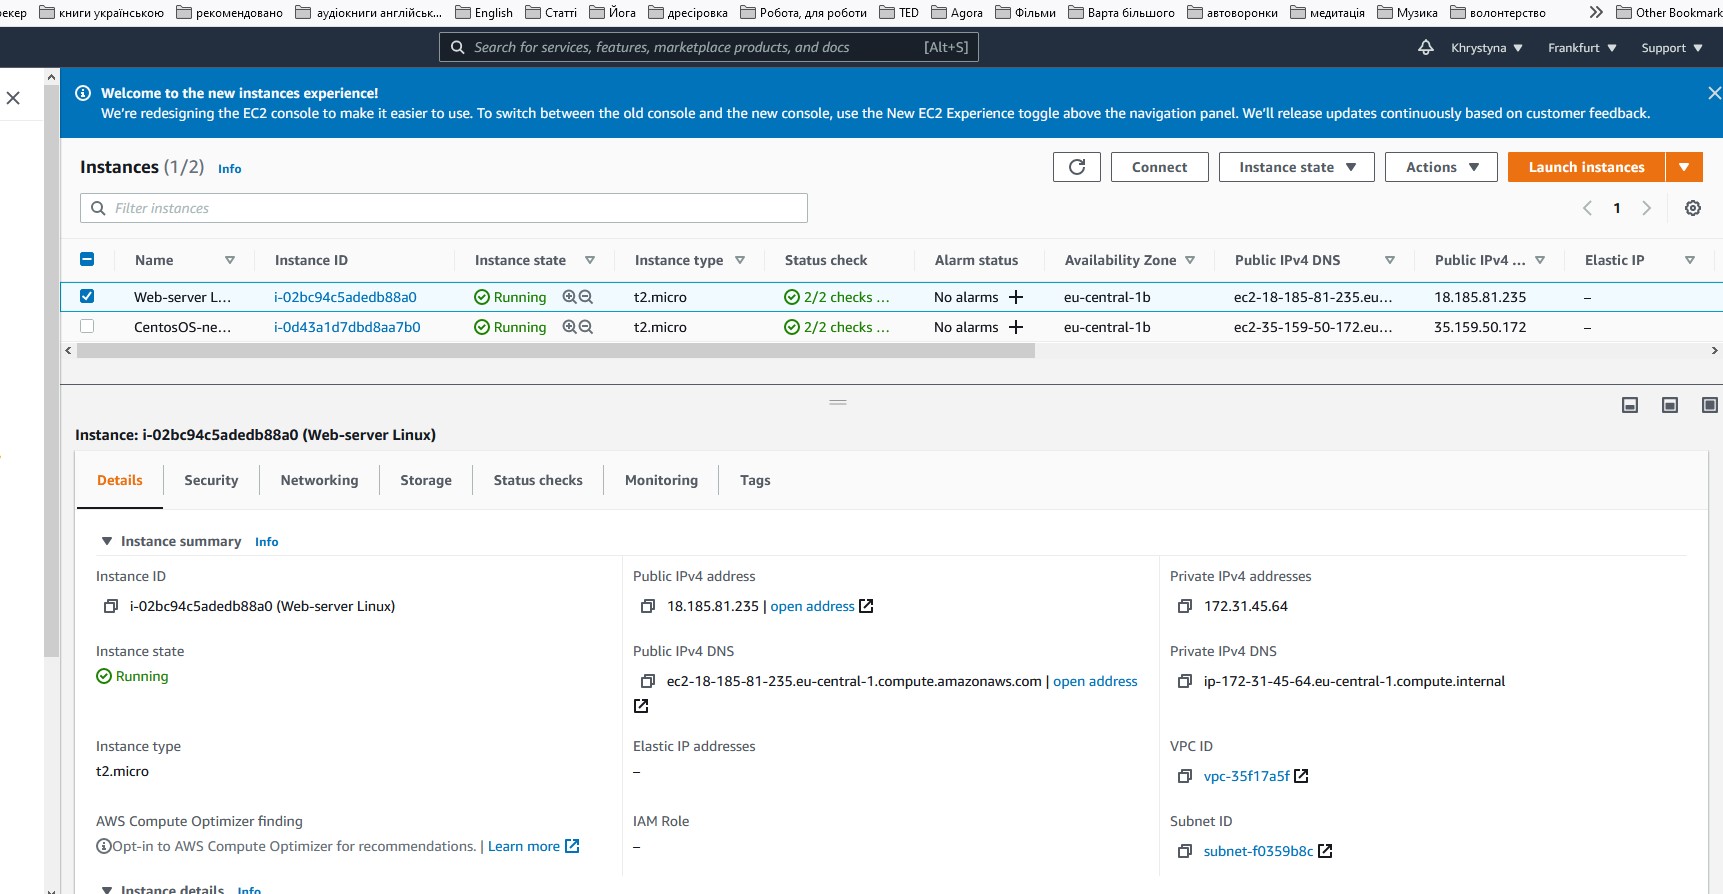 рекер книги українською рекомендовано аудіокниги англійськ... English Статті Йога дресіровка Робота, для роботи TED Agora Фільми Варта більшого автоворонки медитація Музика волонтерство Other Bookmark
Search for services, features, marketplace products, and docs [Alt+S] Khrystyna Frankfurt Support
Welcome to the new instances experience!
We're redesigning the EC2 console to make it easier to use. To switch between the old console and the new console, use the New EC2 Experience toggle above the navigation panel. We'll release updates continuously based on customer feedback.
Instances (1/2) Info Connect Instance state Actions Launch instances
Filter instances 1
Name Instance ID Instance state Instance type Status check Alarm status Availability Zone Public IPv4 DNS Public IPv4 ... Elastic IP
Web-server L... i-02bc94c5adedb88a0 Running t2.micro 2/2 checks ... No alarms eu-central-1b ec2-18-185-81-235.eu... 18.185.81.235 –
CentosOS-ne... i-0d43a1d7dbd8aa7b0 Running t2.micro 2/2 checks ... No alarms eu-central-1b ec2-35-159-50-172.eu... 35.159.50.172 –
Instance: i-02bc94c5adedb88a0 (Web-server Linux)
Details Security Networking Storage Status checks Monitoring Tags
Instance summary Info
Instance ID Public IPv4 address Private IPv4 addresses
i-02bc94c5adedb88a0 (Web-server Linux) 18.185.81.235 | open address 172.31.45.64
Instance state Public IPv4 DNS Private IPv4 DNS
Running ec2-18-185-81-235.eu-central-1.compute.amazonaws.com | open address ip-172-31-45-64.eu-central-1.compute.internal
Instance type Elastic IP addresses VPC ID
t2.micro – vpc-35f17a5f
AWS Compute Optimizer finding IAM Role Subnet ID
Opt-in to AWS Compute Optimizer for recommendations. | Learn more – subnet-f0359b8c
Instance details Info